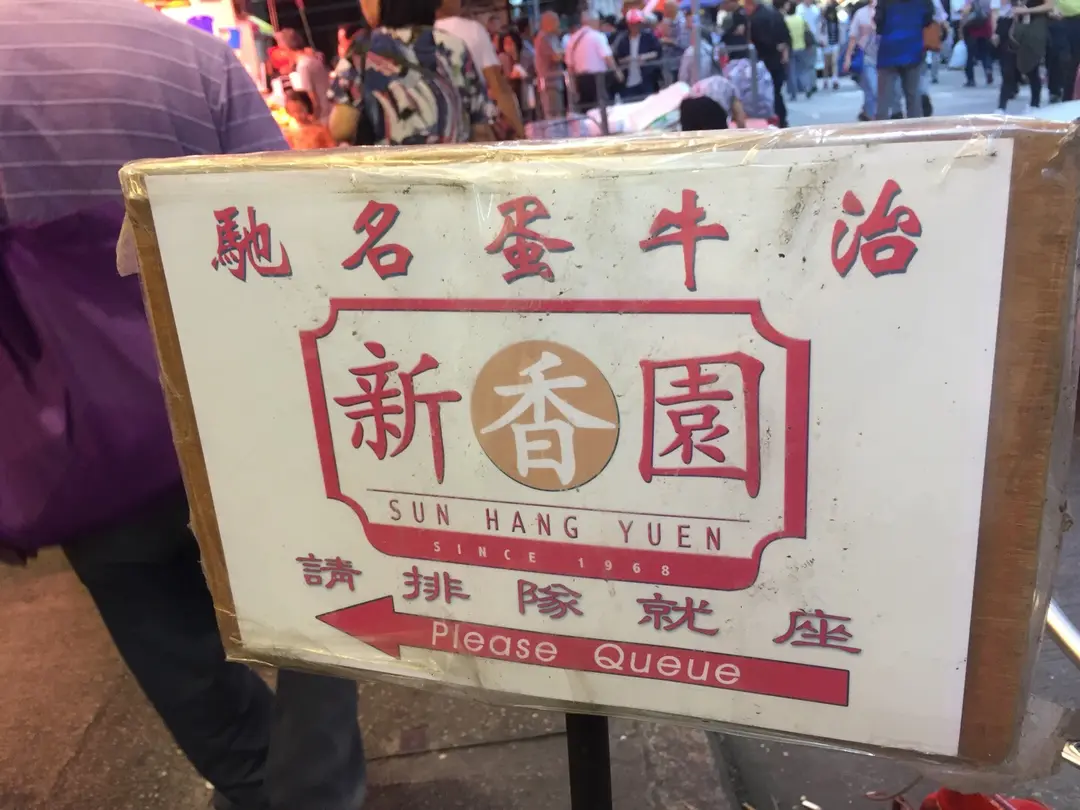 馳名蛋牛治
新香園
SUN HANG YUEN
SINCE 1968
請排隊就座
Please Queue